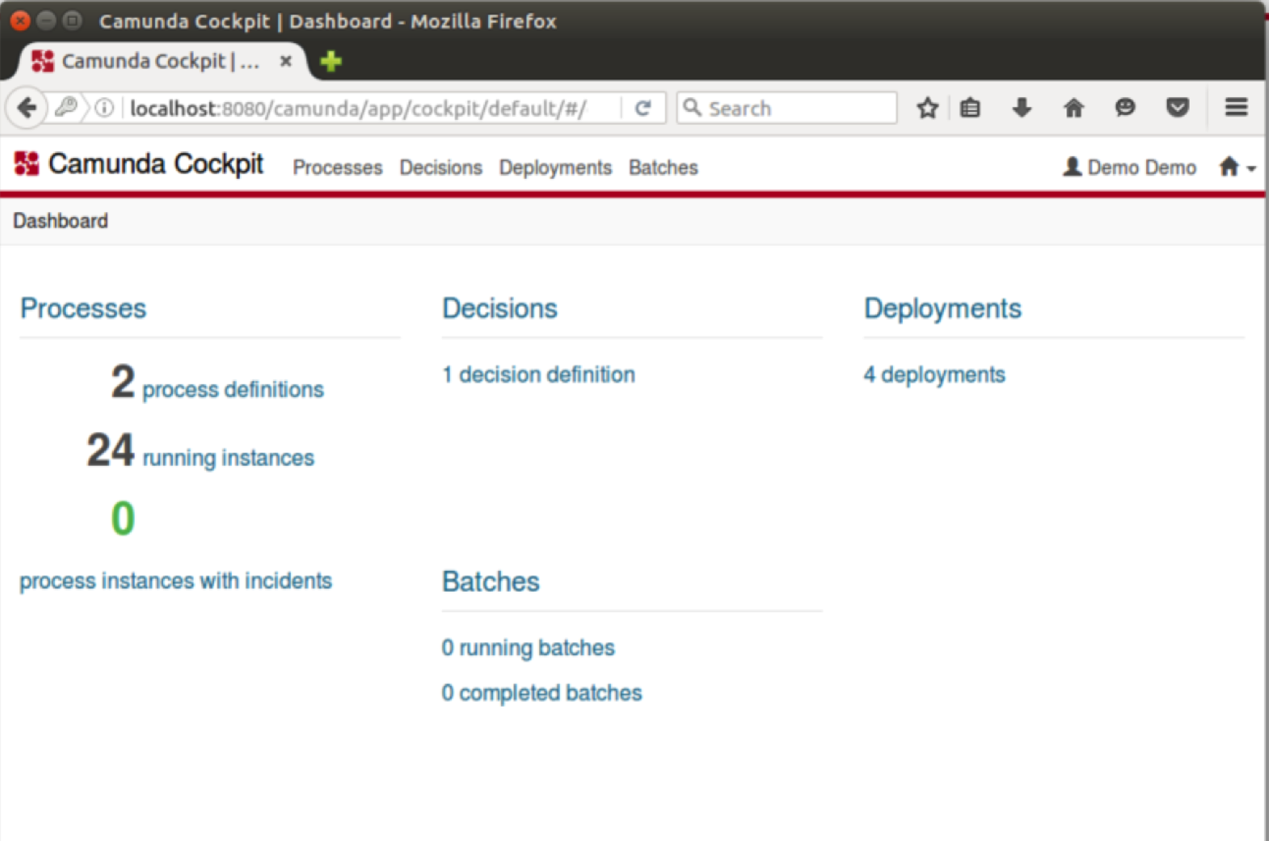 Camunda Cockpit | Dashboard - Mozilla Firefox
Camunda Cockpit | ...
localhost:8080/camunda/app/cockpit/default/#/
Search
Camunda Cockpit Processes Decisions Deployments Batches Demo Demo
Dashboard
Processes
2 process definitions
24 running instances
0
process instances with incidents
Decisions
1 decision definition
Batches
0 running batches
0 completed batches
Deployments
4 deployments